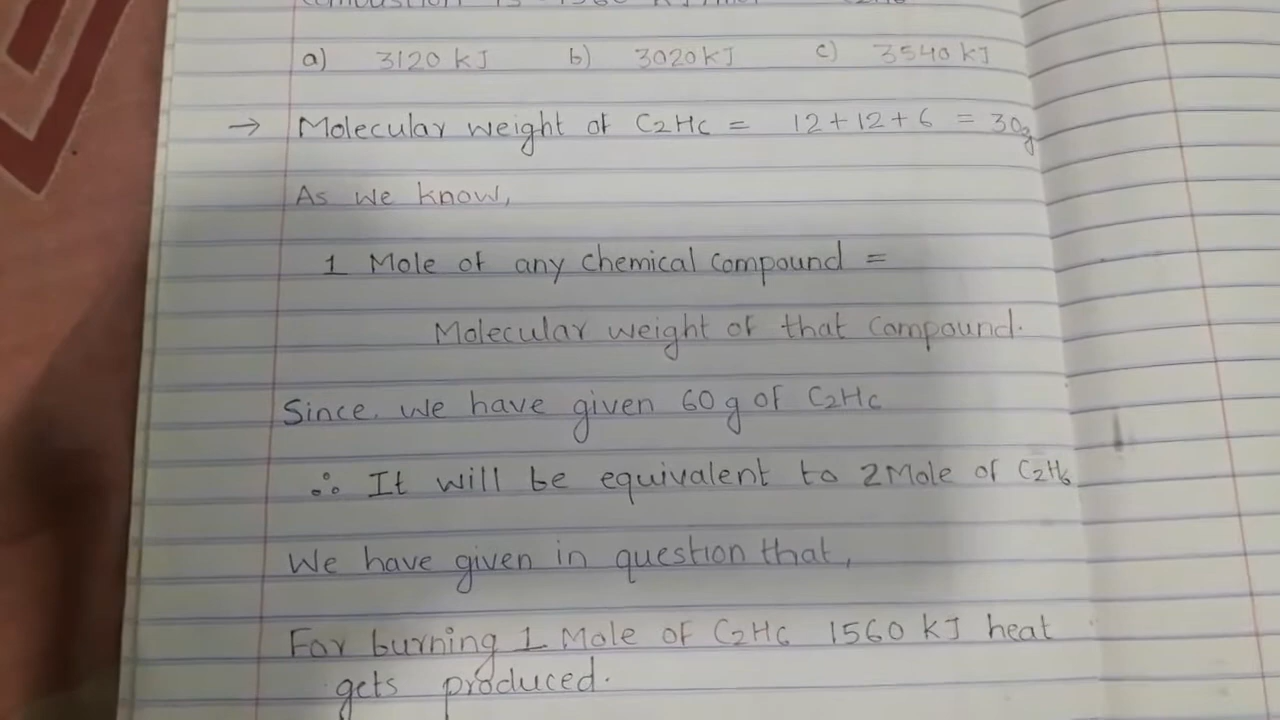 a) 3120 kJ b) 3020kJ c) 3540 kJ
→ Molecular weight of C2H6 = 12+12+6 = 30g
As we know,
1 Mole of any chemical compound =
Molecular weight of that compound.
Since, we have given 60 g of C2H6
∴ It will be equivalent to 2 Mole of C2H6
We have given in question that,
For burning 1 Mole of C2H6 1560 kJ heat
gets produced.